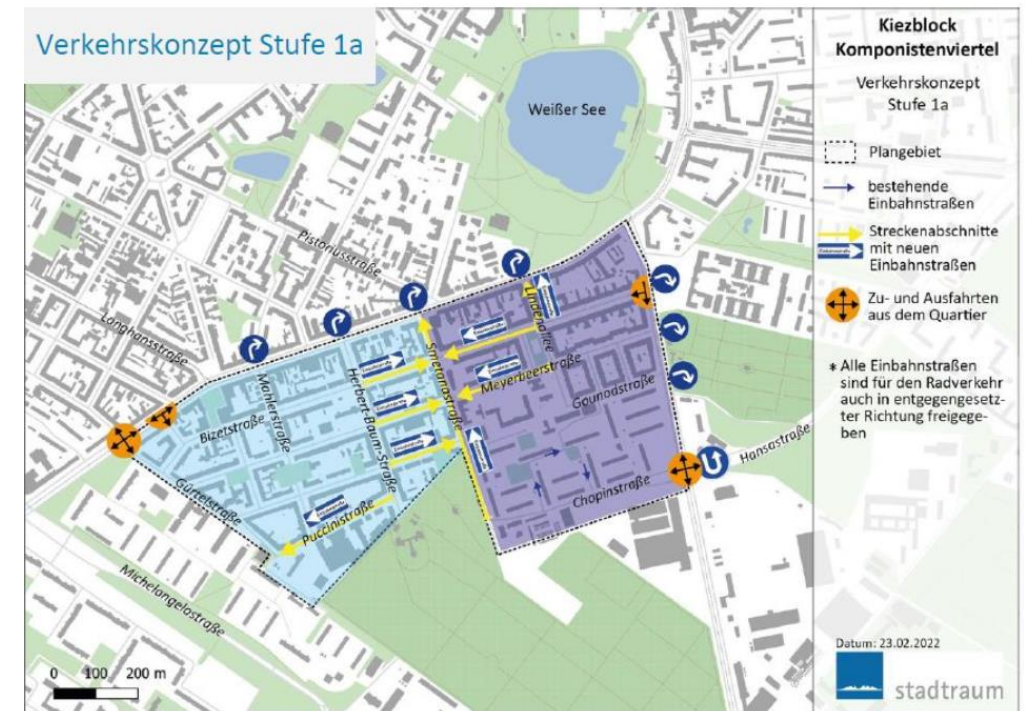 Verkehrskonzept Stufe 1a
Weißer See
Pistoriusstraße
Langhansstraße
Mahlerstraße
Bizetstraße
Herbert-Baum-Straße
Smetanastraße
Lindenallee
Meyerbeerstraße
Gounodstraße
Hansastraße
Chopinstraße
Gürtelstraße
Puccinistraße
Michelangelostraße
0 100 200 m
Kiezblock
Komponistenviertel
Verkehrskonzept
Stufe 1a
Plangebiet
bestehende
Einbahnstraßen
Streckenabschnitte
mit neuen
Einbahnstraßen
Zu- und Ausfahrten
aus dem Quartier
* Alle Einbahnstraßen
sind für den Radverkehr
auch in entgegengesetz-
ter Richtung freigege-
ben
Datum: 23.02.2022
stadtraum